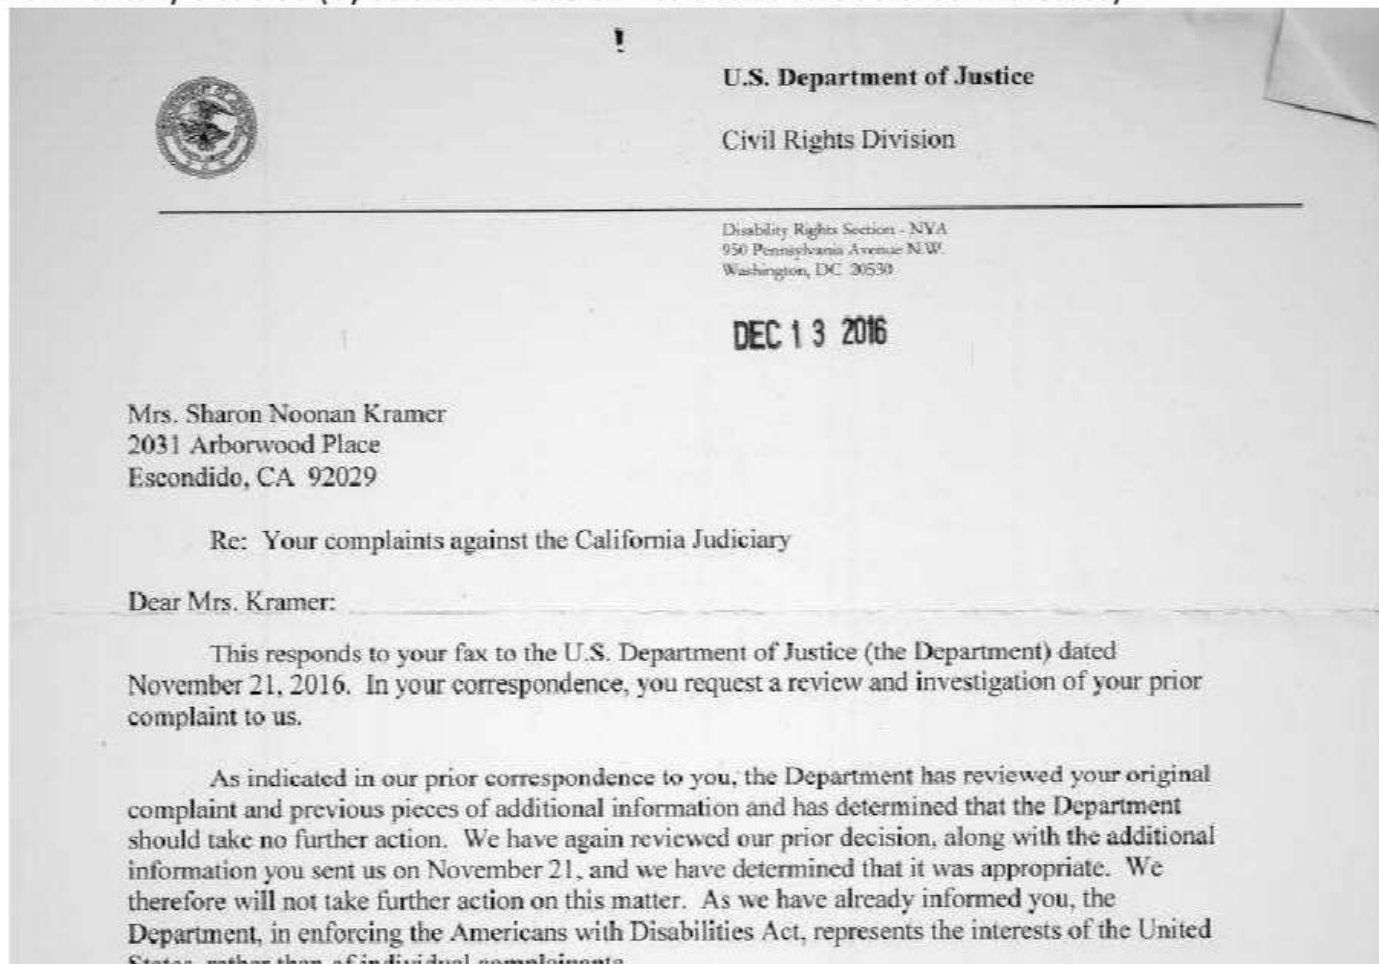 U.S. Department of Justice
Civil Rights Division
Disability Rights Section - NYA
950 Pennsylvania Avenue N.W.
Washington, DC 20530
DEC 13 2016
Mrs. Sharon Noonan Kramer
2031 Arborwood Place
Escondido, CA 92029
Re: Your complaints against the California Judiciary
Dear Mrs. Kramer:
This responds to your fax to the U.S. Department of Justice (the Department) dated
November 21, 2016. In your correspondence, you request a review and investigation of your prior
complaint to us.
As indicated in our prior correspondence to you, the Department has reviewed your original
complaint and previous pieces of additional information and has determined that the Department
should take no further action. We have again reviewed our prior decision, along with the additional
information you sent us on November 21, and we have determined that it was appropriate. We
therefore will not take further action on this matter. As we have already informed you, the
Department, in enforcing the Americans with Disabilities Act, represents the interests of the United
States, rather than of individual complainants